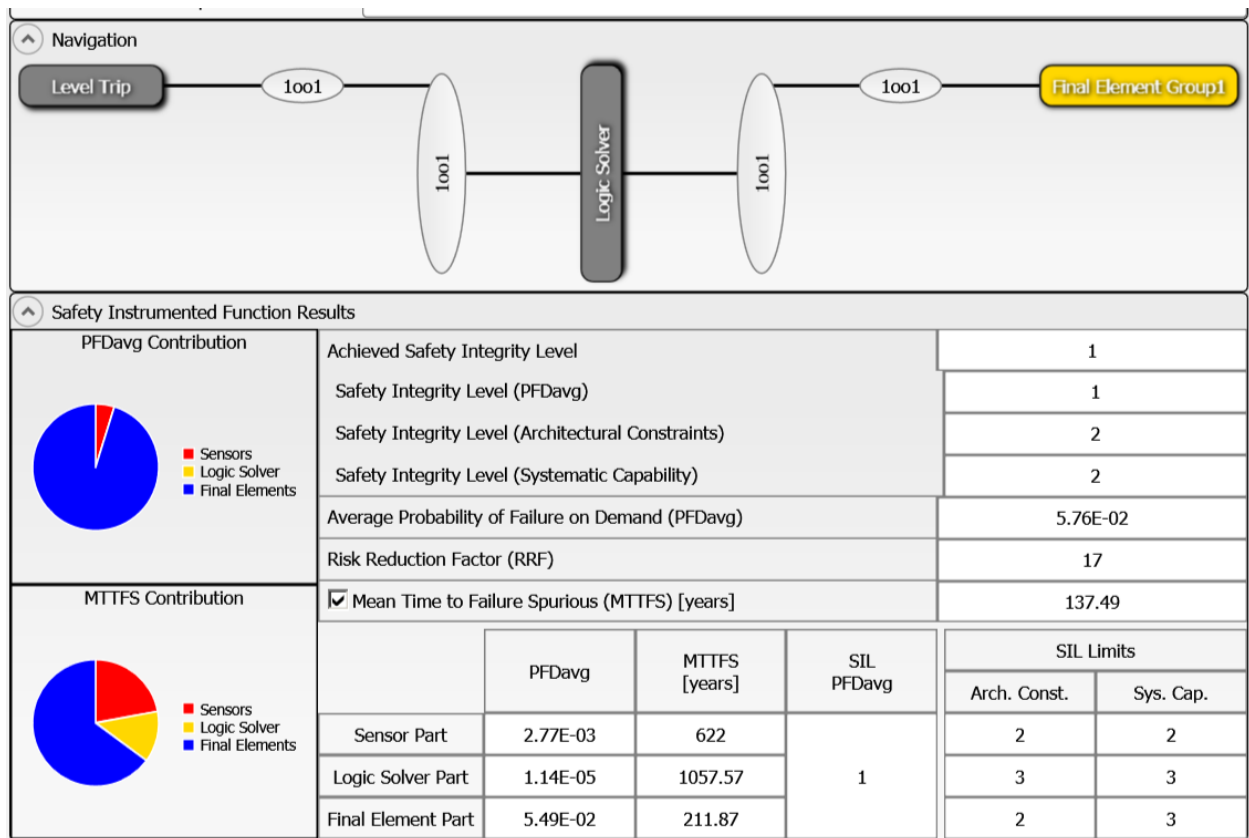 Navigation
Level Trip
1oo1
1oo1
Logic Solver
1oo1
1oo1
Final Element Group1
Safety Instrumented Function Results
PFDavg Contribution
Sensors
Logic Solver
Final Elements
Achieved Safety Integrity Level 1
Safety Integrity Level (PFDavg) 1
Safety Integrity Level (Architectural Constraints) 2
Safety Integrity Level (Systematic Capability) 2
Average Probability of Failure on Demand (PFDavg) 5.76E-02
Risk Reduction Factor (RRF) 17
MTTFS Contribution
Sensors
Logic Solver
Final Elements
Mean Time to Failure Spurious (MTTFS) [years] 137.49
PFDavg MTTFS [years] SIL PFDavg SIL Limits
Arch. Const. Sys. Cap.
Sensor Part 2.77E-03 622 2 2
Logic Solver Part 1.14E-05 1057.57 1 3 3
Final Element Part 5.49E-02 211.87 2 3